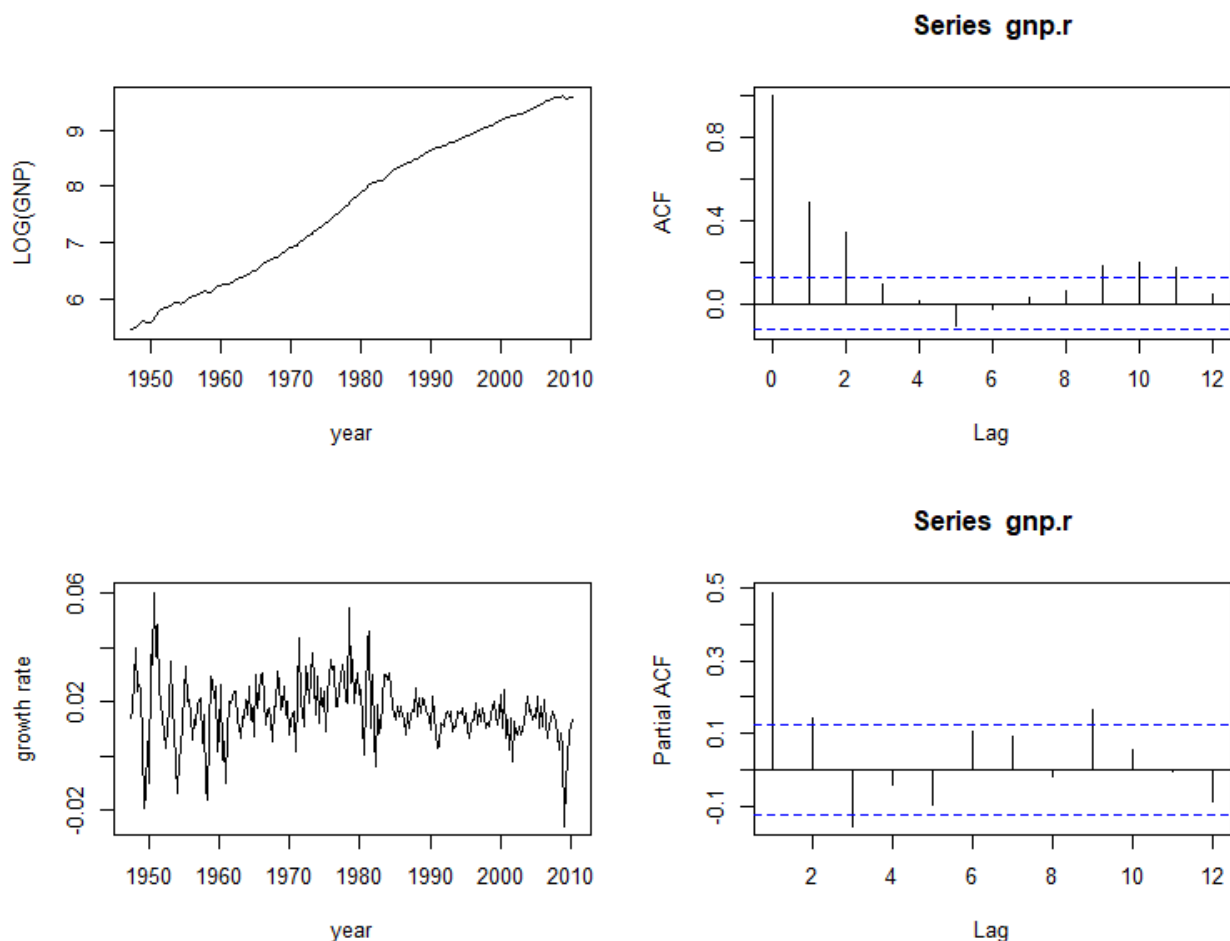 LOG(GNP)
9
8
7
6
1950 1960 1970 1980 1990 2000 2010
year
Series gnp.r
ACF
0.8
0.4
0.0
0 2 4 6 8 10 12
Lag
growth rate
0.06
0.02
-0.02
1950 1960 1970 1980 1990 2000 2010
year
Series gnp.r
Partial ACF
0.5
0.3
0.1
-0.1
2 4 6 8 10 12
Lag